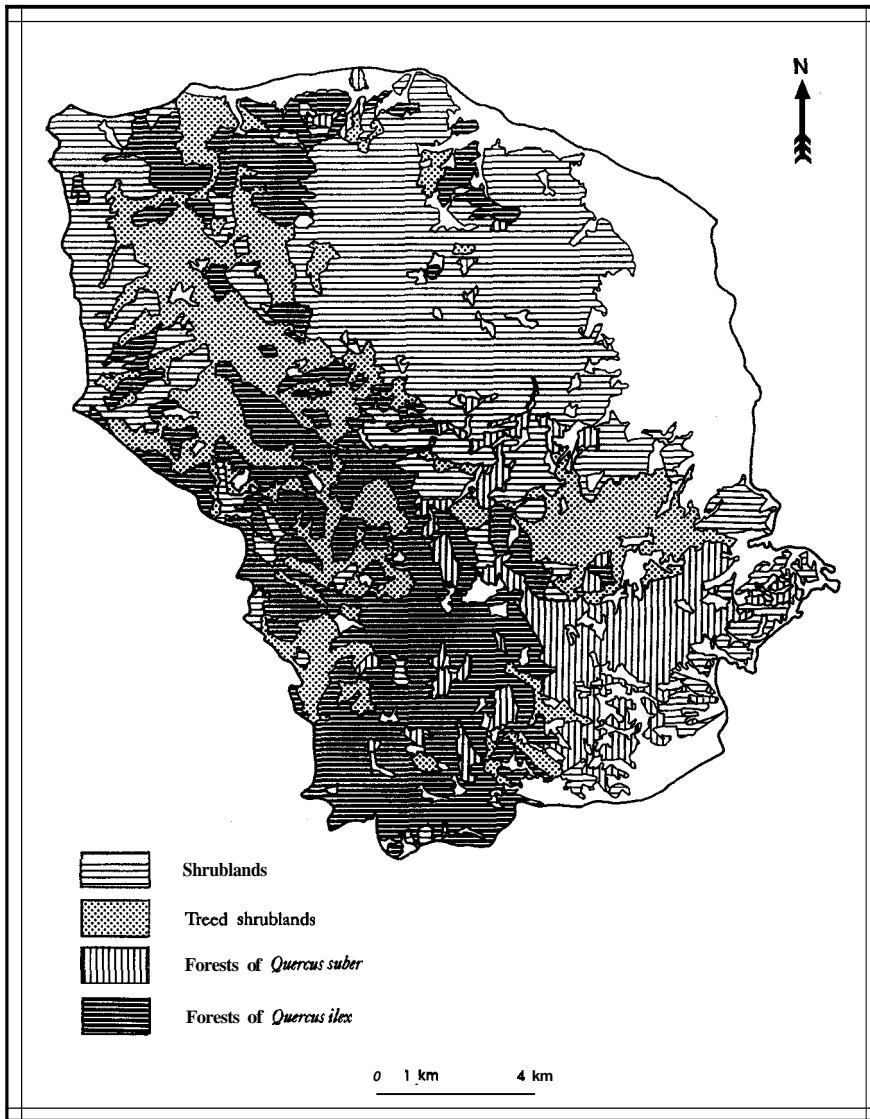 N
Shrublands
Treed shrublands
Forests of Quercus suber
Forests of Quercus ilex
0 1 km 4 km